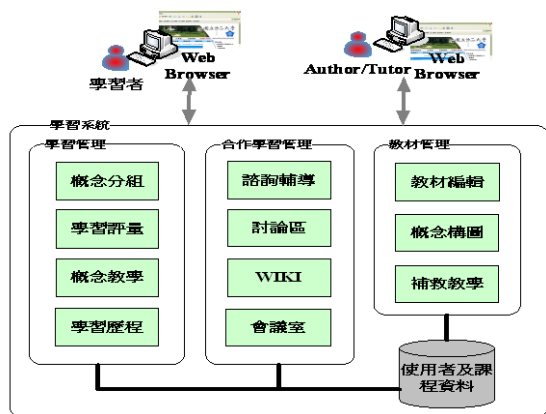 Web
Browser
學習者
Author/Tutor
Web
Browser
學習系統
學習管理
概念分組
學習評量
概念教學
學習歷程
合作學習管理
諮詢輔導
討論區
WIKI
會議室
教材管理
教材編輯
概念構圖
補救教學
使用者及課
程資料